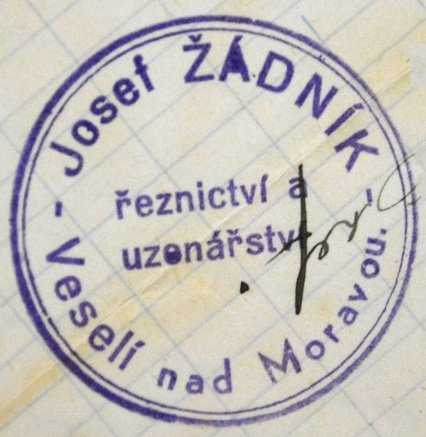 - Josef ŽÁDNÍK -
řeznictví a
uzenářství
Veselí nad Moravou.